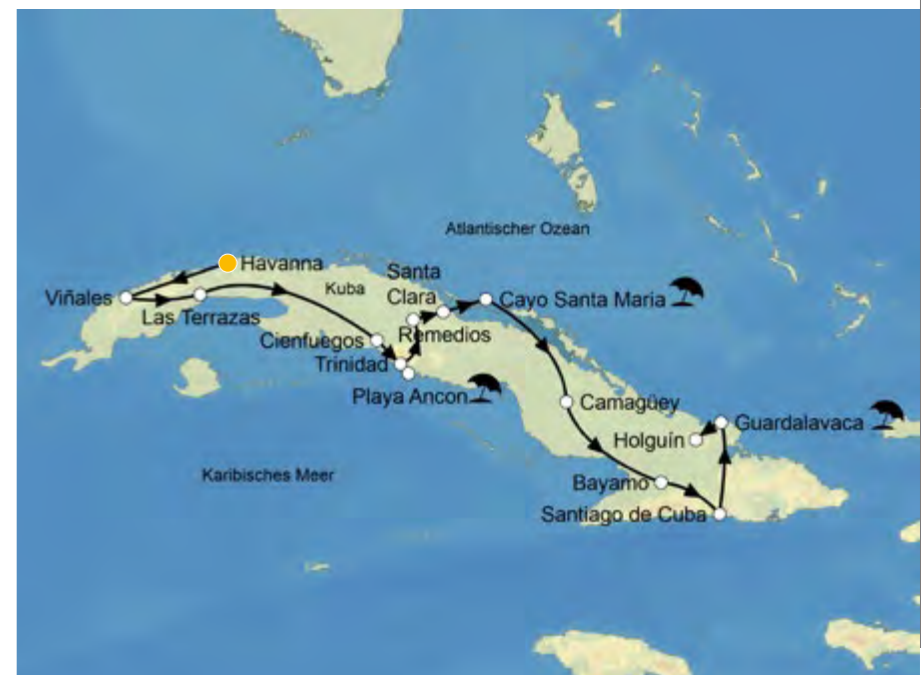 Atlantischer Ozean
Havanna
Santa
Clara
Kuba
Viñales
Las Terrazas
Cayo Santa Maria
Remedios
Cienfuegos
Trinidad
Playa Ancon
Camagüey
Guardalavaca
Holguín
Karibisches Meer
Bayamo
Santiago de Cuba